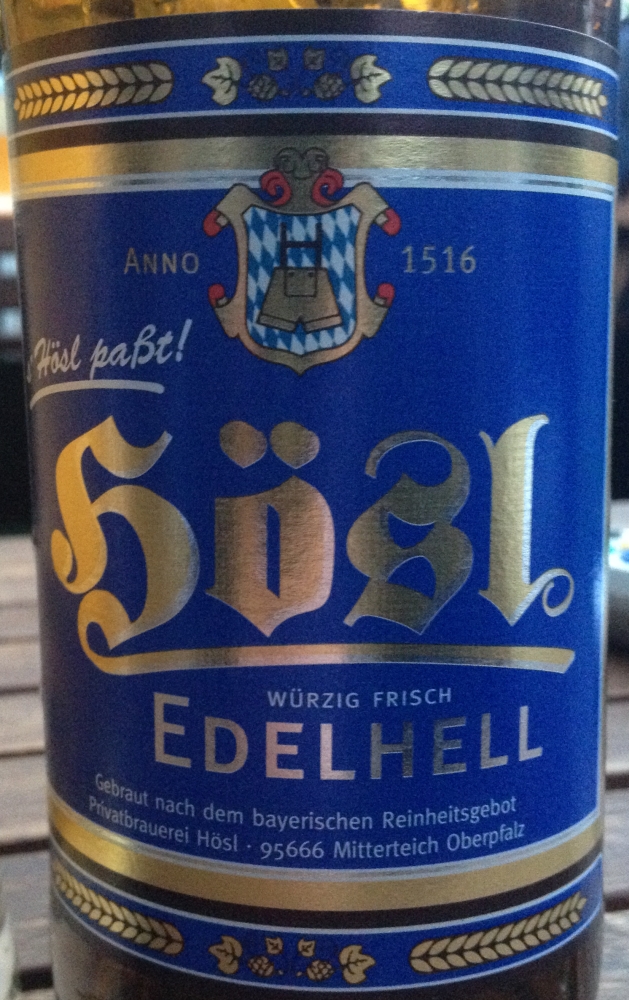 Anno 1516
s'Hösl paßt!
Hösl
WÜRZIG FRISCH
EDELHELL
Gebraut nach dem bayerischen Reinheitsgebot
Privatbrauerei Hösl · 95666 Mitterteich Oberpfalz